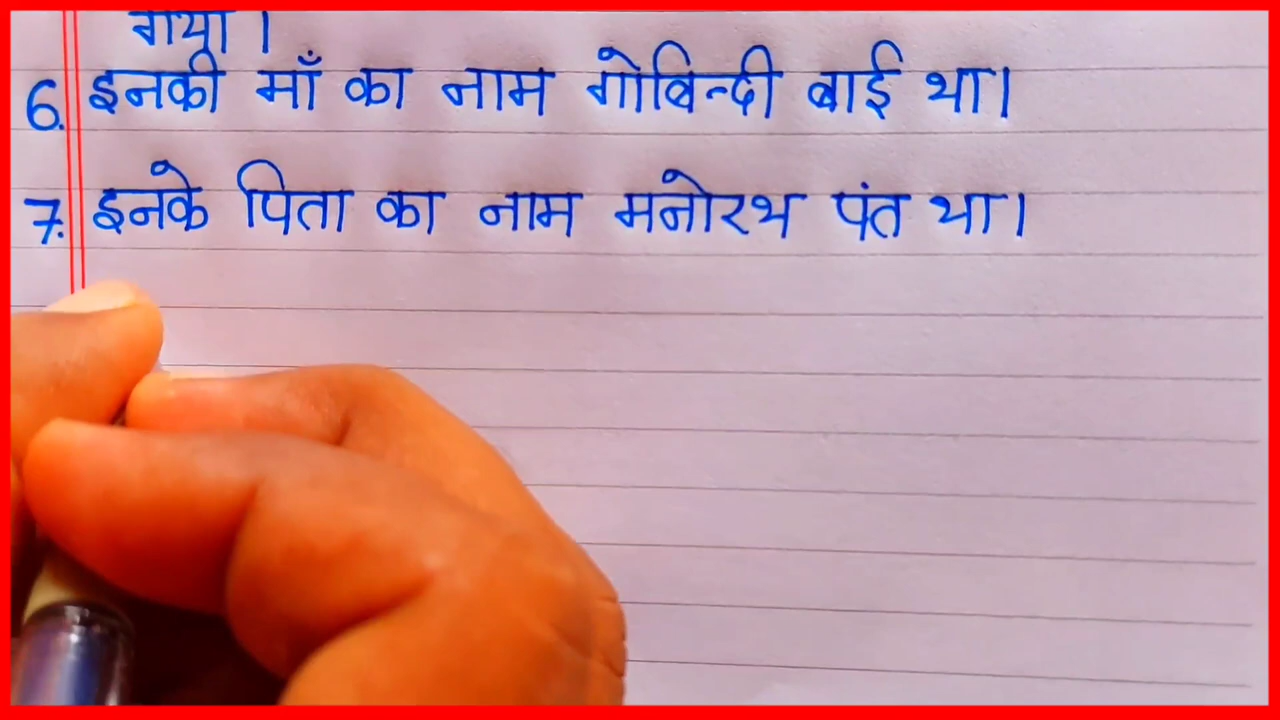 गया।
6. इनकी माँ का नाम गोबिन्दी बाई था।
7. इनके पिता का नाम मनोरथ पंत था।